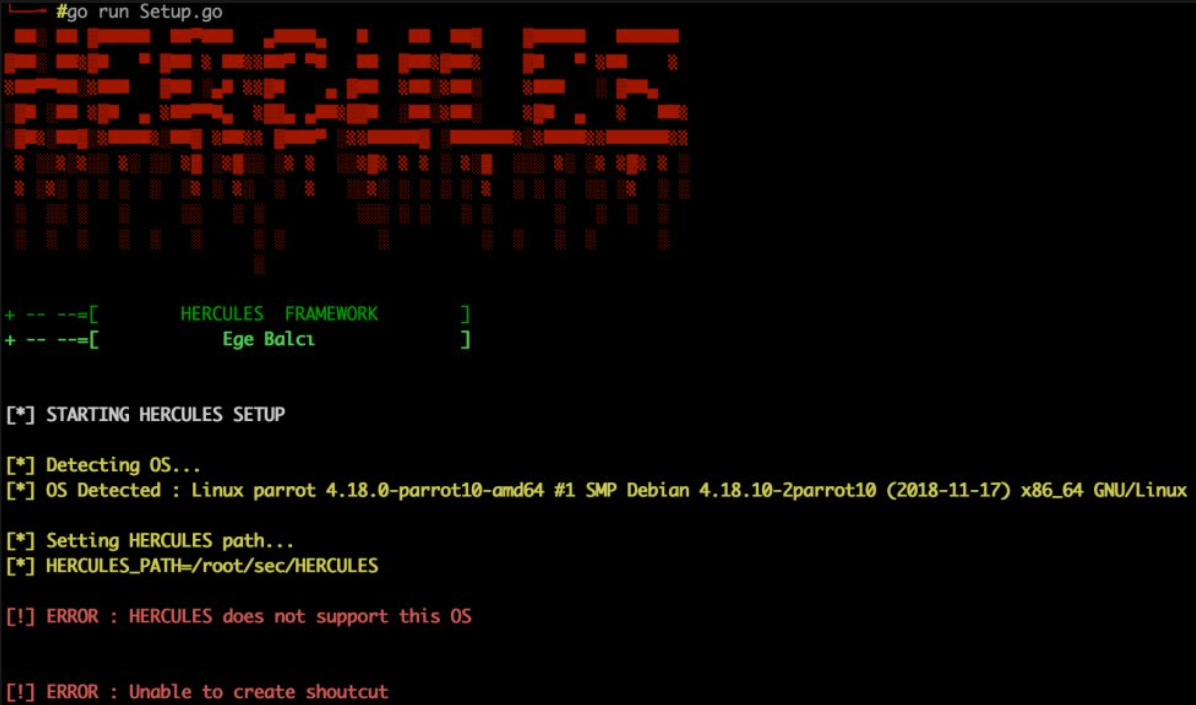 #go run Setup.go
HERCULES
+ -- --=[ HERCULES FRAMEWORK ]
+ -- --=[ Ege Balcı ]
[*] STARTING HERCULES SETUP
[*] Detecting OS...
[*] OS Detected : Linux parrot 4.18.0-parrot10-amd64 #1 SMP Debian 4.18.10-2parrot10 (2018-11-17) x86_64 GNU/Linux
[*] Setting HERCULES path...
[*] HERCULES_PATH=/root/sec/HERCULES
[!] ERROR : HERCULES does not support this OS
[!] ERROR : Unable to create shoutcut